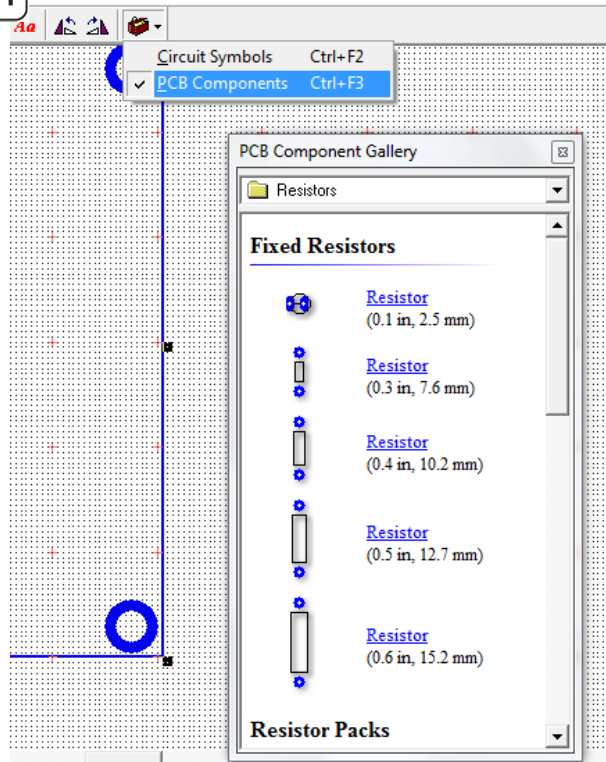 Aa
Circuit Symbols Ctrl+F2
PCB Components Ctrl+F3
PCB Component Gallery
Resistors
Fixed Resistors
Resistor
(0.1 in, 2.5 mm)
Resistor
(0.3 in, 7.6 mm)
Resistor
(0.4 in, 10.2 mm)
Resistor
(0.5 in, 12.7 mm)
Resistor
(0.6 in, 15.2 mm)
Resistor Packs